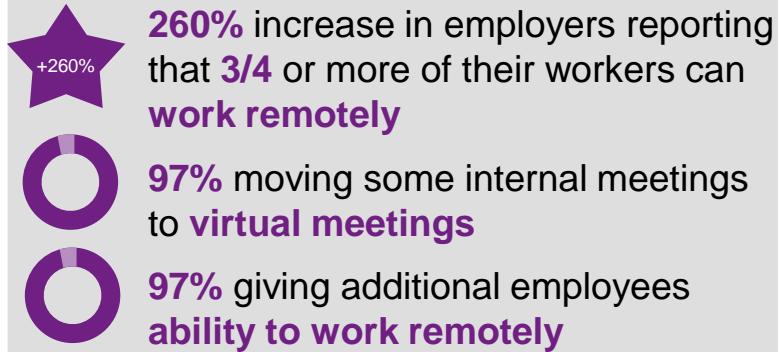 +260%
260% increase in employers reporting
that 3/4 or more of their workers can
work remotely
97% moving some internal meetings
to virtual meetings
97% giving additional employees
ability to work remotely